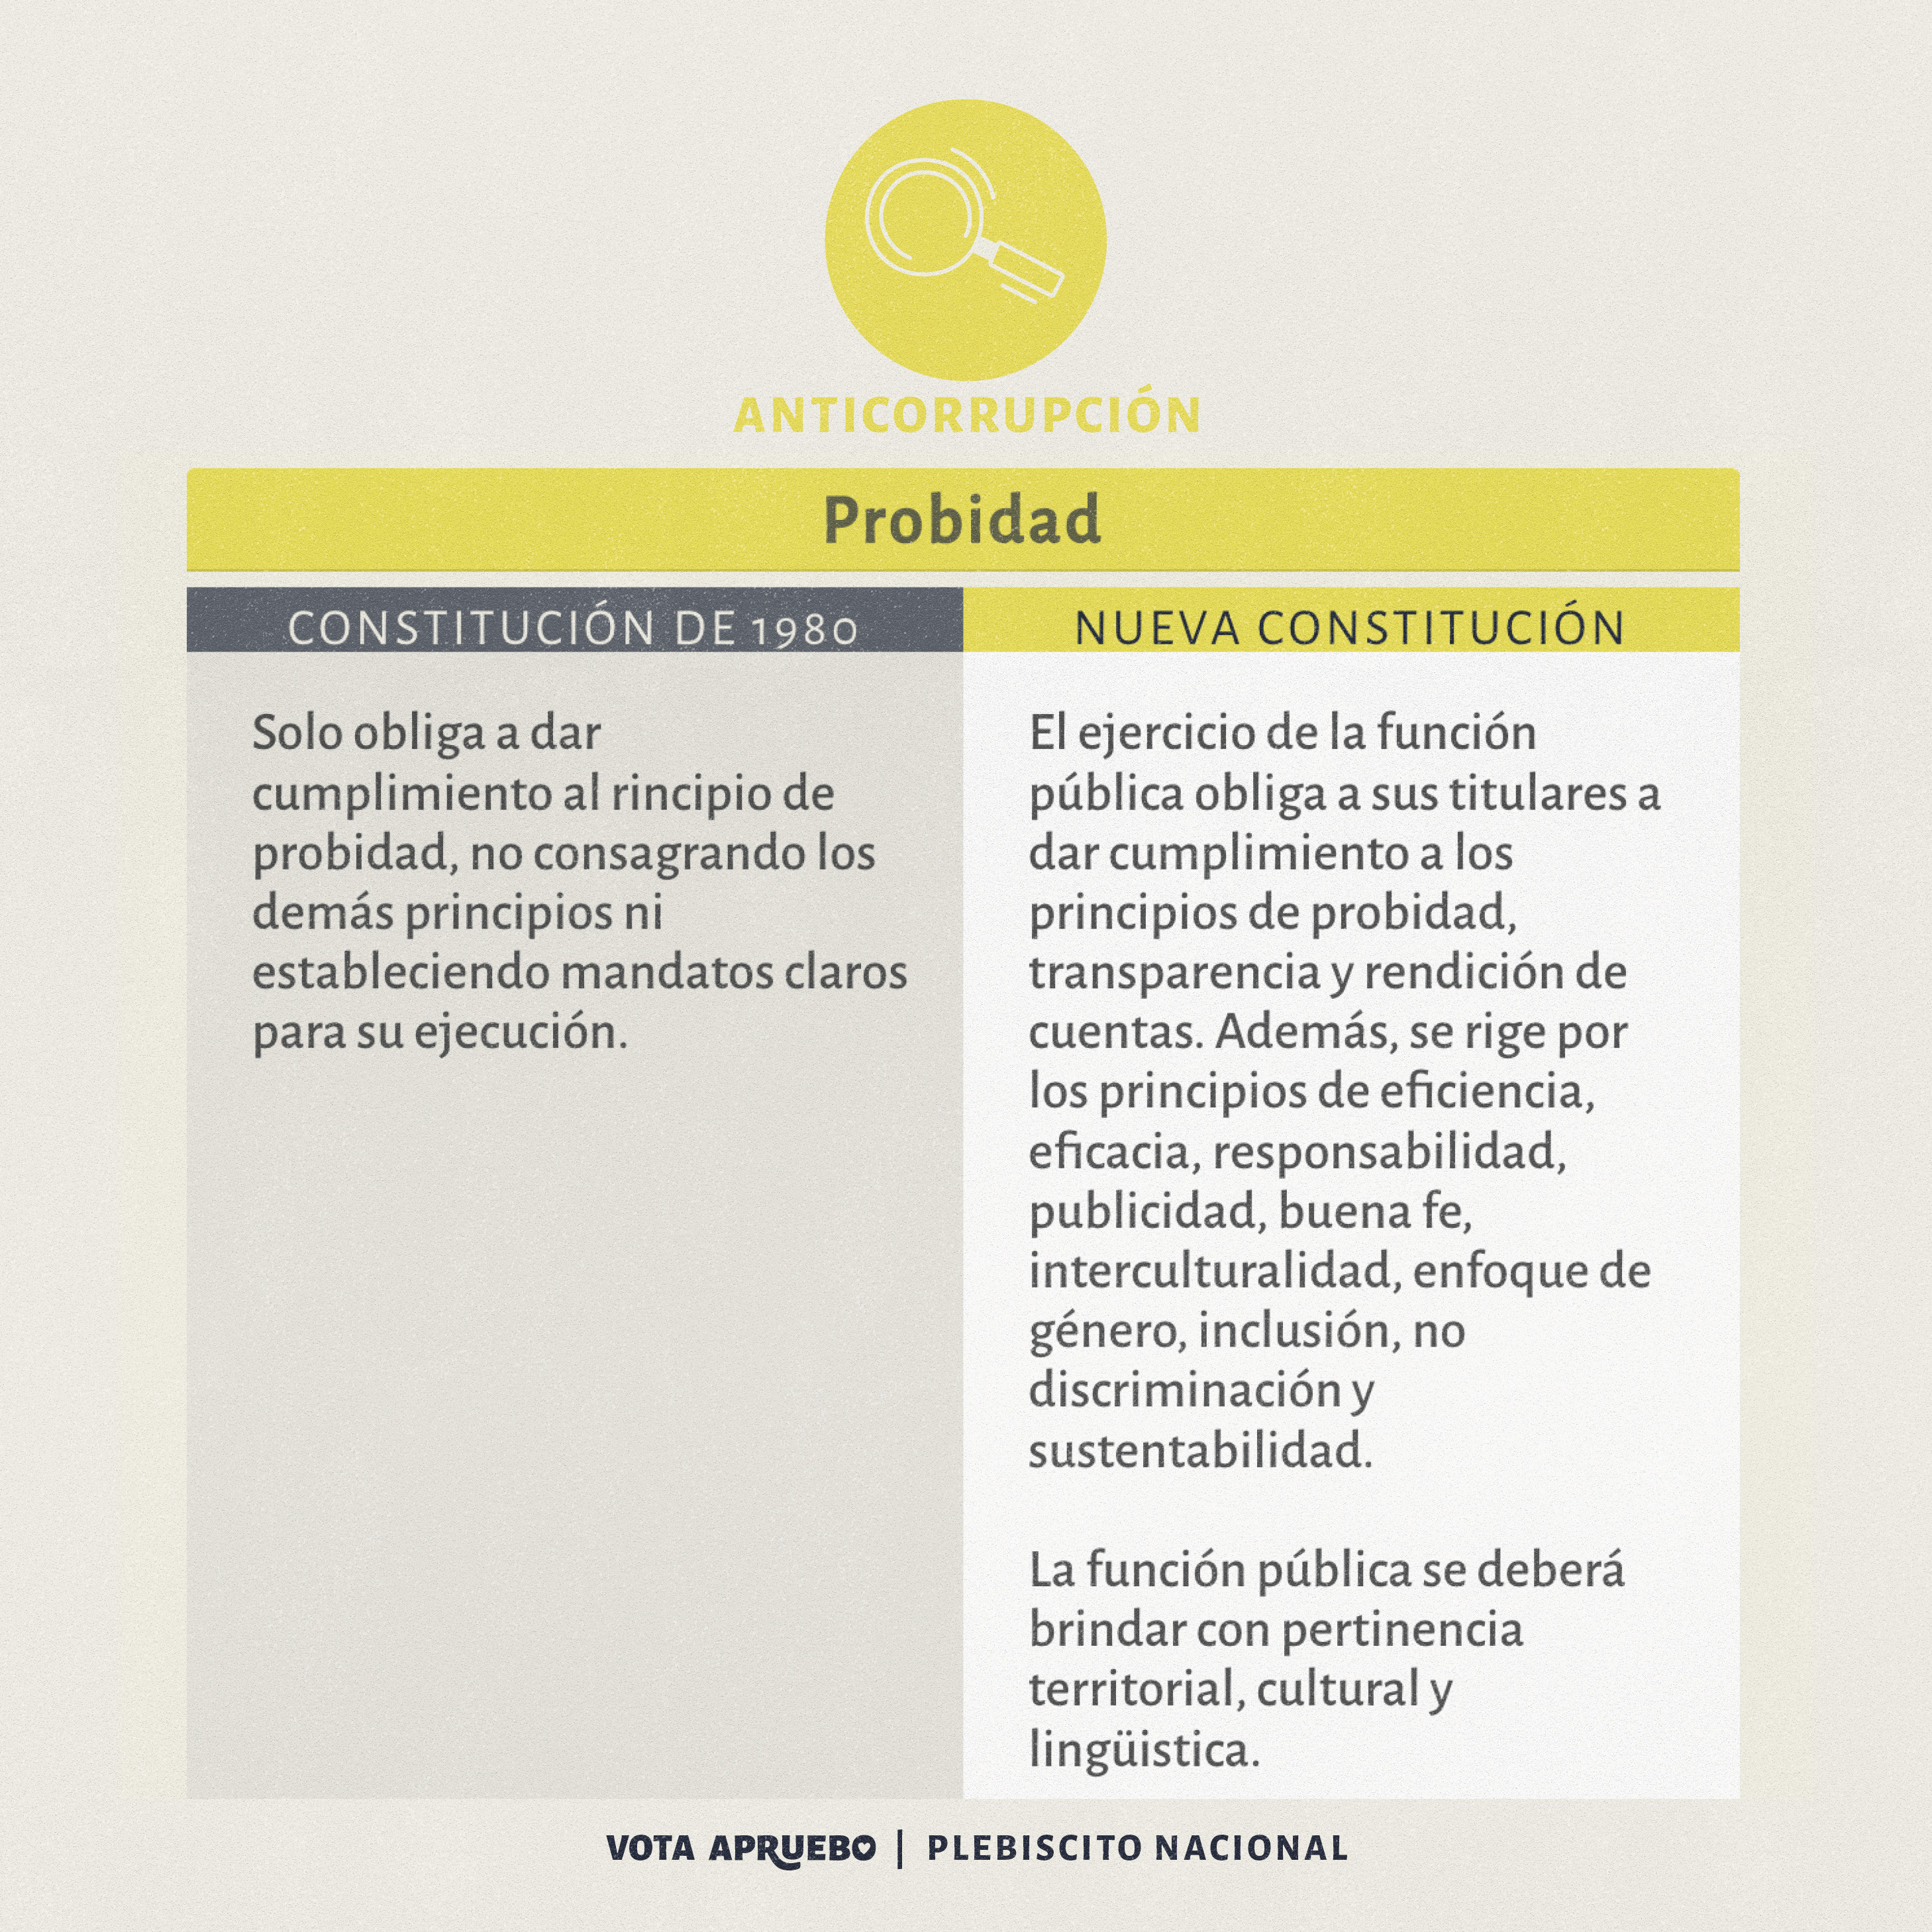 ANTICORRUPCIÓN
Probidad
CONSTITUCIÓN DE 1980
Solo obliga a dar
cumplimiento al rincipio de
probidad, no consagrando los
demás principios ni
estableciendo mandatos claros
para su ejecución.
NUEVA CONSTITUCIÓN
El ejercicio de la función
pública obliga a sus titulares a
dar cumplimiento a los
principios de probidad,
transparencia y rendición de
cuentas. Además, se rige por
los principios de eficiencia,
eficacia, responsabilidad,
publicidad, buena fe,
interculturalidad, enfoque de
género, inclusión, no
discriminación y
sustentabilidad.
La función pública se deberá
brindar con pertinencia
territorial, cultural y
lingüistica.
VOTA APRUEBO | PLEBISCITO NACIONAL